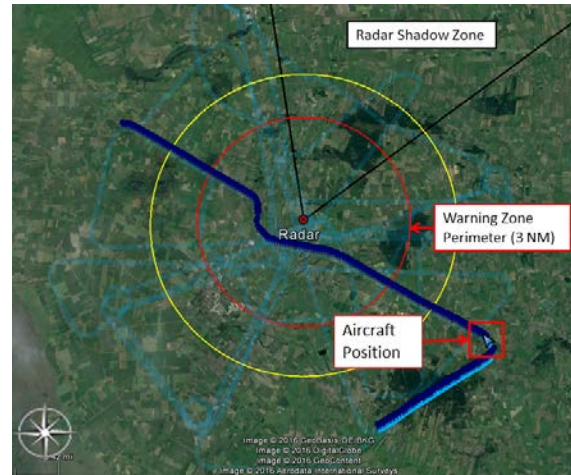 Radar Shadow Zone
Radar
Warning Zone
Perimeter (3 NM)
Aircraft
Position
mi
Image © 2016 GeoBasis-DE/BKG
Image © 2016 DigitalGlobe
Image © 2016 GeoContent
Image © 2016 Aerodata International Surveys